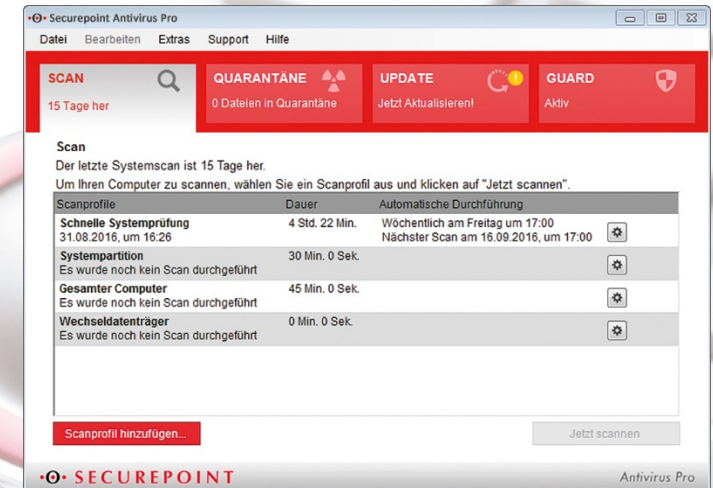 Securepoint Antivirus Pro
Datei Bearbeiten Extras Support Hilfe
SCAN
15 Tage her
QUARANTÄNE
0 Dateien in Quarantäne
UPDATE
Jetzt Aktualisieren!
GUARD
Aktiv
Scan
Der letzte Systemscan ist 15 Tage her.
Um Ihren Computer zu scannen, wählen Sie ein Scanprofil aus und klicken auf "Jetzt scannen".
Scanprofile Dauer Automatische Durchführung
Schnelle Systemprüfung 4 Std. 22 Min. Wöchentlich am Freitag um 17:00
31.08.2016, um 16:26 Nächster Scan am 16.09.2016, um 17:00
Systempartition 30 Min. 0 Sek.
Es wurde noch kein Scan durchgeführt
Gesamter Computer 45 Min. 0 Sek.
Es wurde noch kein Scan durchgeführt
Wechseldatenträger 0 Min. 0 Sek.
Es wurde noch kein Scan durchgeführt
Scanprofil hinzufügen... Jetzt scannen
SECUREPOINT Antivirus Pro